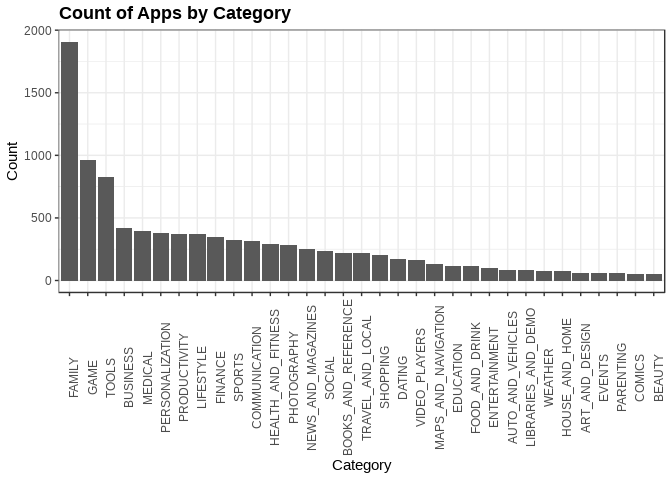 Count of Apps by Category
2000
1500
1000
500
0
Count
FAMILY
GAME
TOOLS
BUSINESS
MEDICAL
PERSONALIZATION
PRODUCTIVITY
LIFESTYLE
FINANCE
SPORTS
COMMUNICATION
HEALTH_AND_FITNESS
PHOTOGRAPHY
NEWS_AND_MAGAZINES
SOCIAL
BOOKS_AND_REFERENCE
TRAVEL_AND_LOCAL
SHOPPING
DATING
VIDEO_PLAYERS
MAPS_AND_NAVIGATION
EDUCATION
FOOD_AND_DRINK
ENTERTAINMENT
AUTO_AND_VEHICLES
LIBRARIES_AND_DEMO
WEATHER
HOUSE_AND_HOME
ART_AND_DESIGN
EVENTS
PARENTING
COMICS
BEAUTY
Category